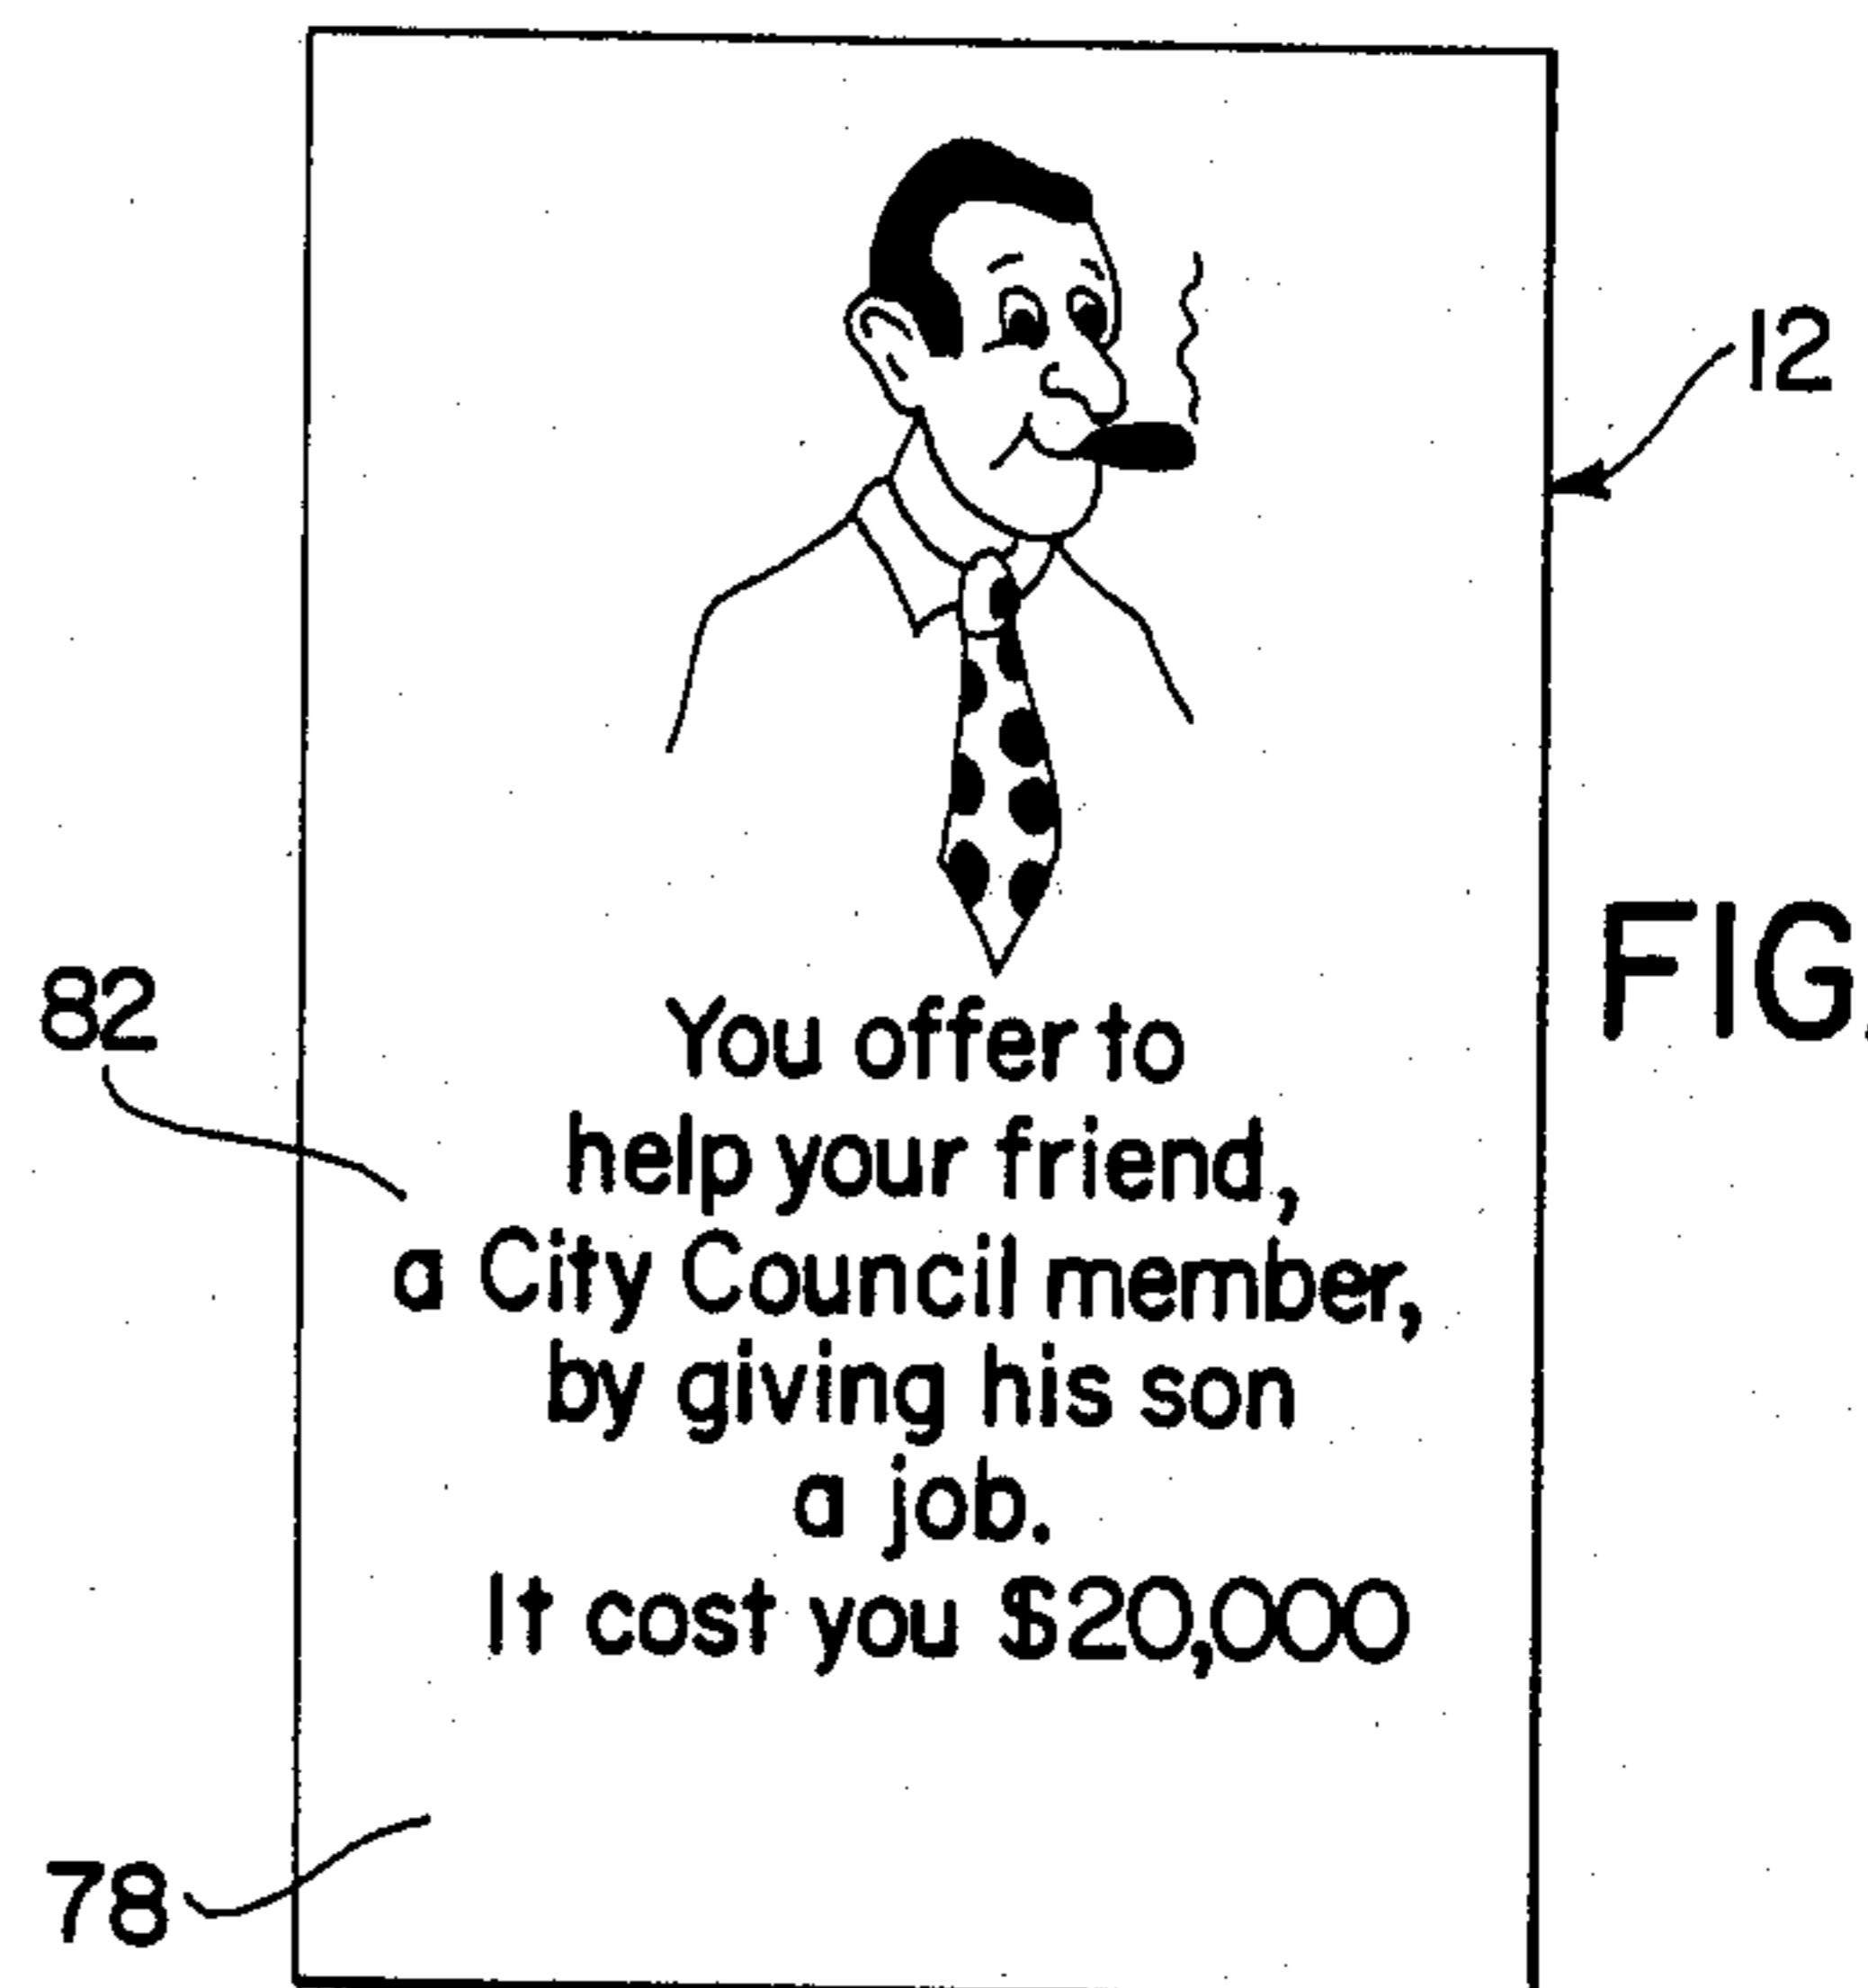 12
FIG.
82
You offer to
help your friend,
a City Council member,
by giving his son
a job.
It cost you $20,000
78